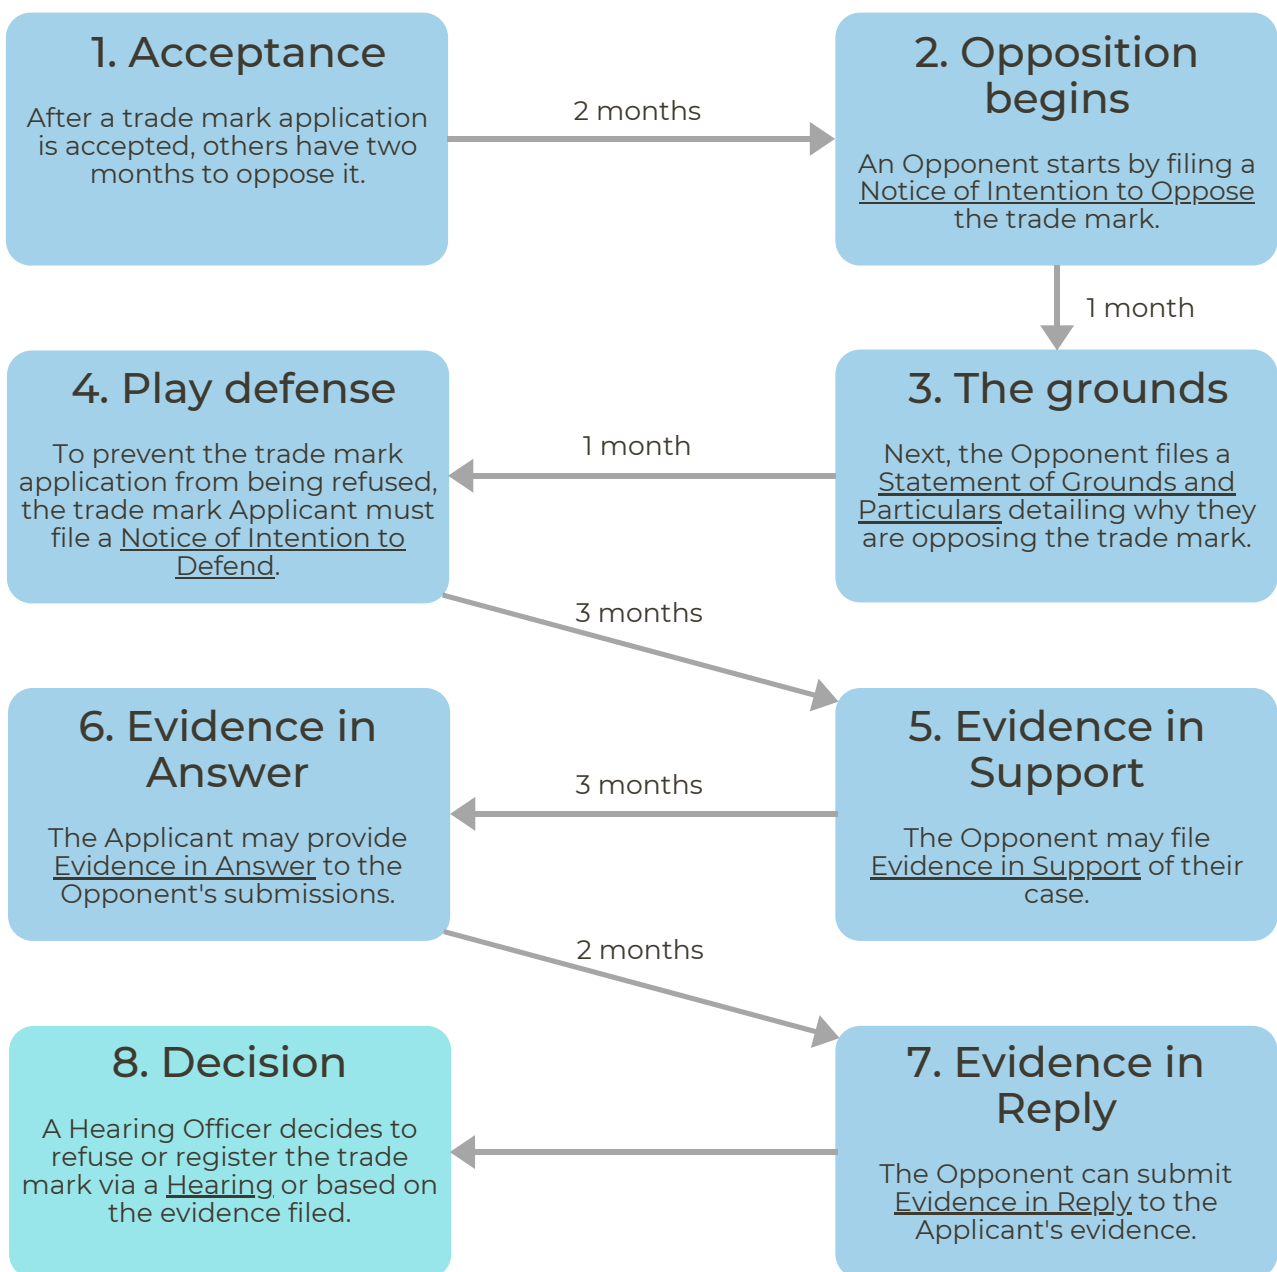 1. Acceptance
After a trade mark application
is accepted, others have two
months to oppose it.
2 months
2. Opposition
begins
An Opponent starts by filing a
Notice of Intention to Oppose
the trade mark.
1 month
3. The grounds
Next, the Opponent files a
Statement of Grounds and
Particulars detailing why they
are opposing the trade mark.
1 month
4. Play defense
To prevent the trade mark
application from being refused,
the trade mark Applicant must
file a Notice of Intention to
Defend.
3 months
5. Evidence in
Support
The Opponent may file
Evidence in Support of their
case.
3 months
6. Evidence in
Answer
The Applicant may provide
Evidence in Answer to the
Opponent's submissions.
2 months
7. Evidence in
Reply
The Opponent can submit
Evidence in Reply to the
Applicant's evidence.
8. Decision
A Hearing Officer decides to
refuse or register the trade
mark via a Hearing or based on
the evidence filed.